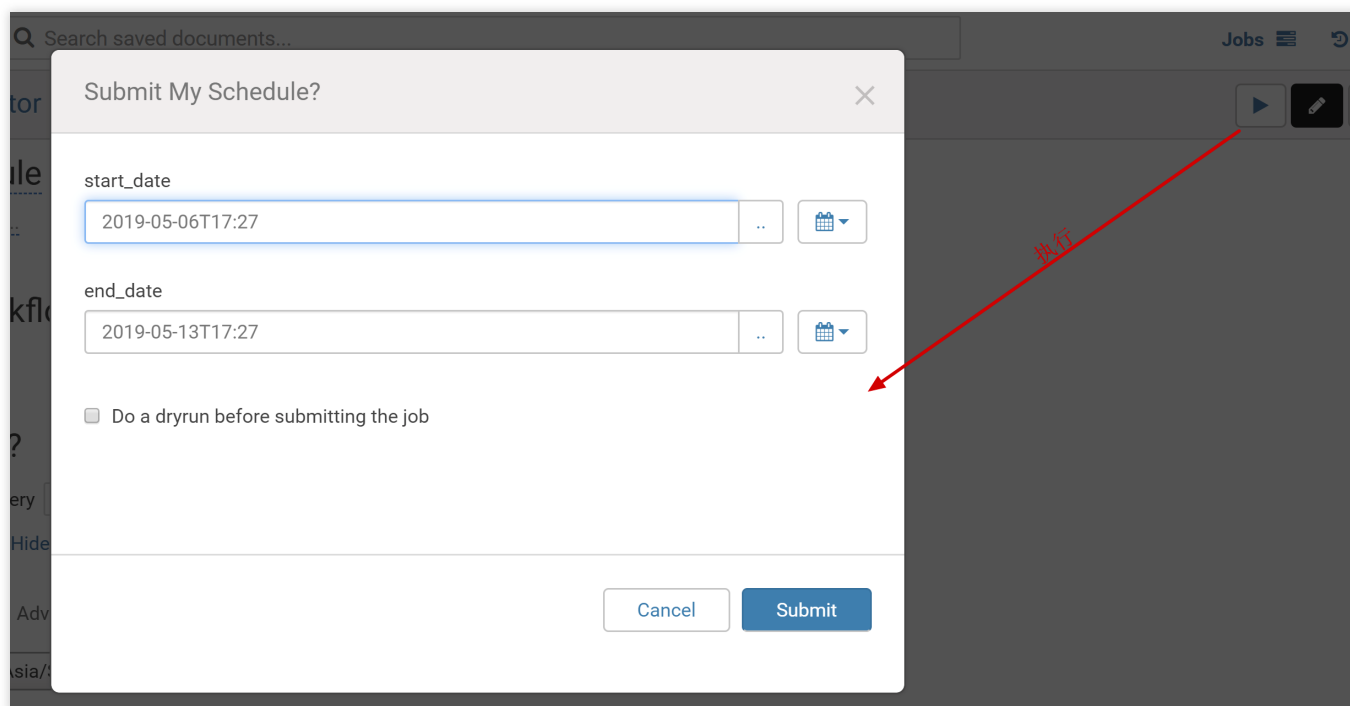 Search saved documents...
Jobs
Submit My Schedule?
start_date
2019-05-06T17:27
..
end_date
2019-05-13T17:27
..
Do a dryrun before submitting the job
Cancel
Submit
执行
tor
ule
kflo
?
ery
Hide
Adv
Asia/S